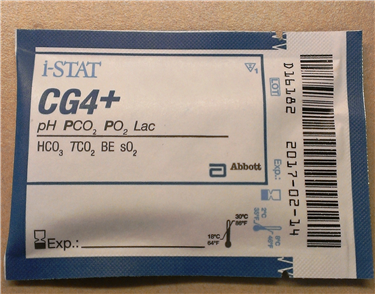 i-STAT
1
CG4+
pH PCO2 PO2 Lac
HCO3 TCO2 BE sO2
Abbott
Exp.:
30°C
86°F
18°C
64°F
LOT
D16182
Exp.:
2017-02-14